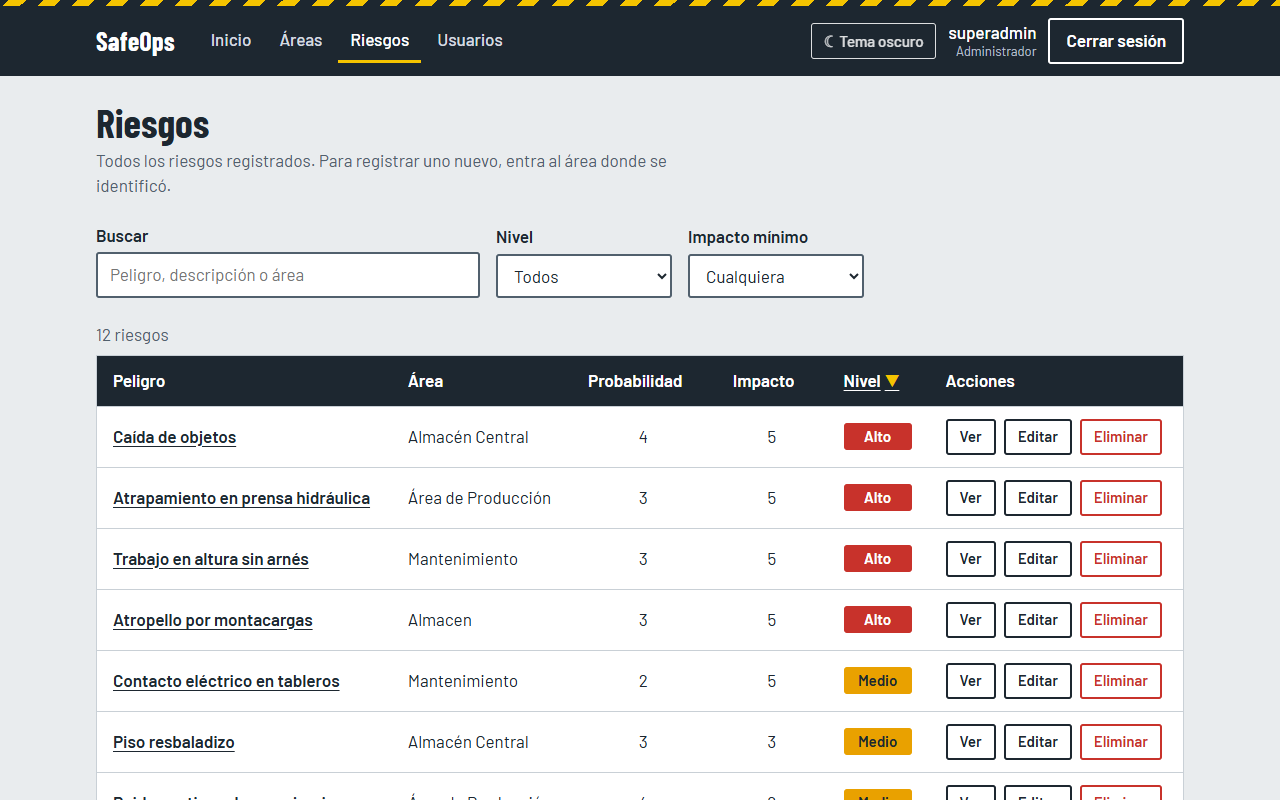 SafeOps Inicio Áreas Riesgos Usuarios ☾ Tema oscuro superadmin Administrador Cerrar sesión
Riesgos
Todos los riesgos registrados. Para registrar uno nuevo, entra al área donde se
identificó.
Buscar Nivel Impacto mínimo
Peligro, descripción o área Todos Cualquiera
12 riesgos
Peligro Área Probabilidad Impacto Nivel ▼ Acciones
Caída de objetos Almacén Central 4 5 Alto Ver Editar Eliminar
Atrapamiento en prensa hidráulica Área de Producción 3 5 Alto Ver Editar Eliminar
Trabajo en altura sin arnés Mantenimiento 3 5 Alto Ver Editar Eliminar
Atropello por montacargas Almacen 3 5 Alto Ver Editar Eliminar
Contacto eléctrico en tableros Mantenimiento 2 5 Medio Ver Editar Eliminar
Piso resbaladizo Almacén Central 3 3 Medio Ver Editar Eliminar